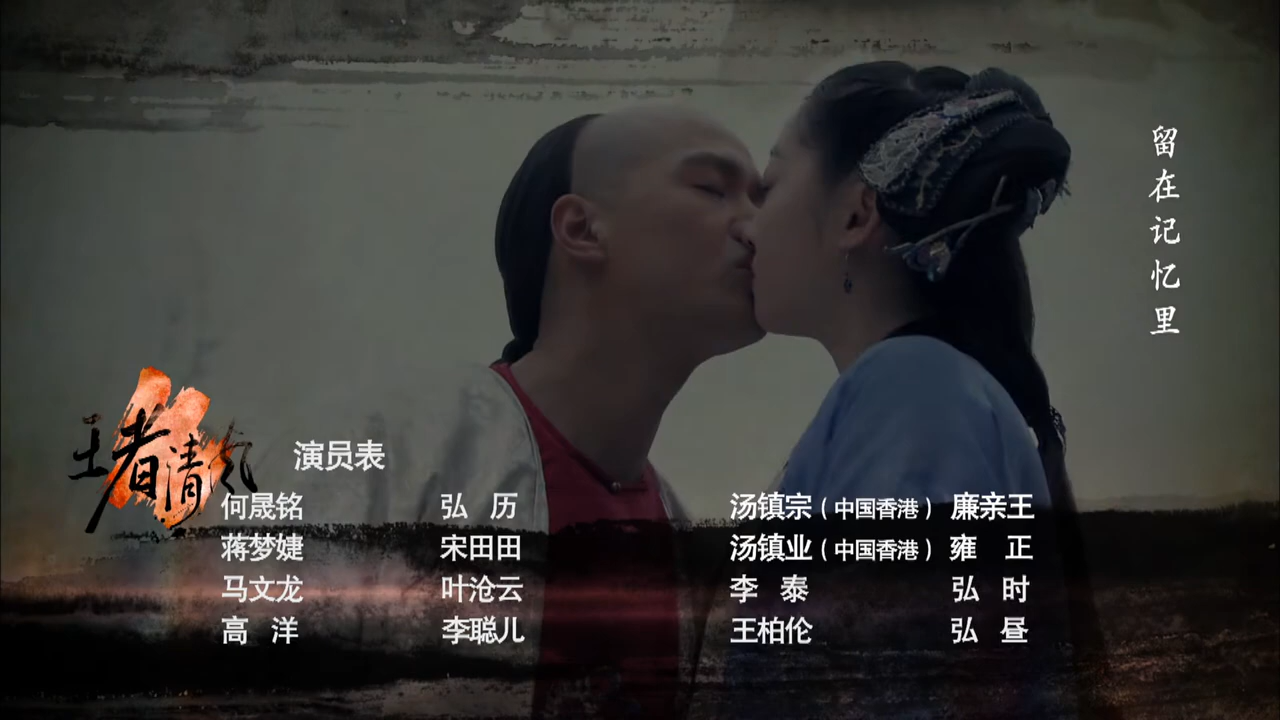 留在记忆里
王者清风
演员表
何晟铭 弘 历 汤镇宗（中国香港） 廉亲王
蒋梦婕 宋田田 汤镇业（中国香港） 雍 正
马文龙 叶沧云 李 泰 弘 时
高 洋 李聪儿 王柏伦 弘 昼